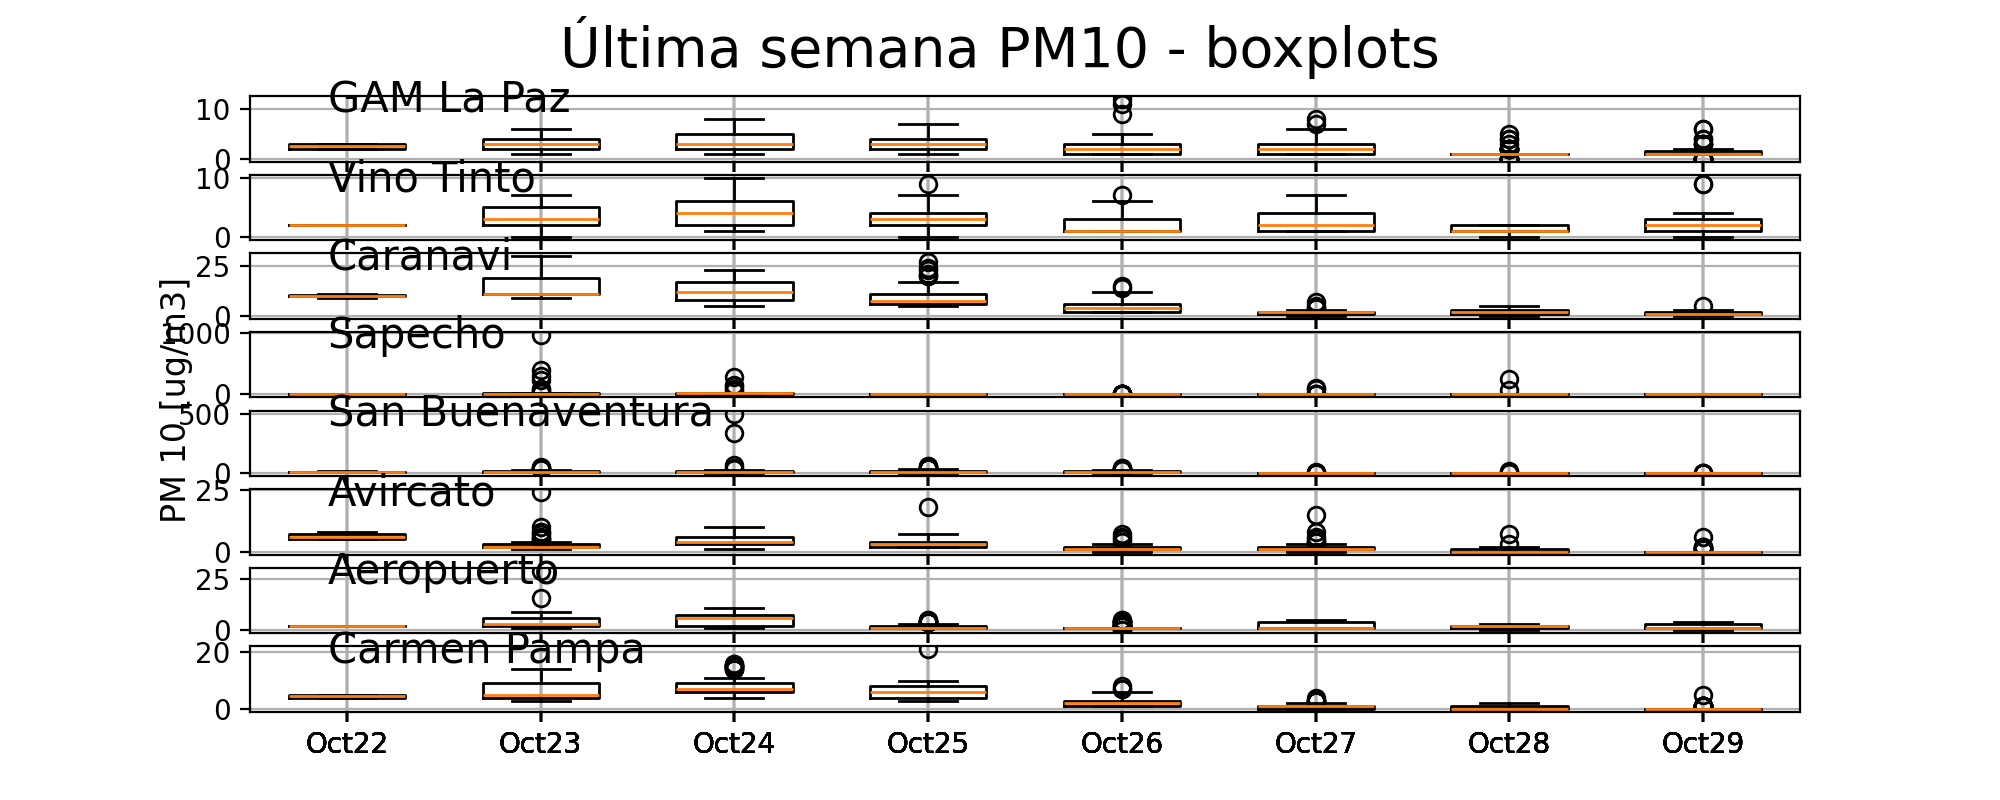 Última semana PM10 - boxplots
GAM La Paz
10
0
Vino Tinto
10
0
Caranavi
25
0
PM 10 [ug/m3]
Sapecho
1000
0
San Buenaventura
500
0
Avircato
25
0
Aeropuerto
25
0
Carmen Pampa
20
0
Oct22 Oct23 Oct24 Oct25 Oct26 Oct27 Oct28 Oct29